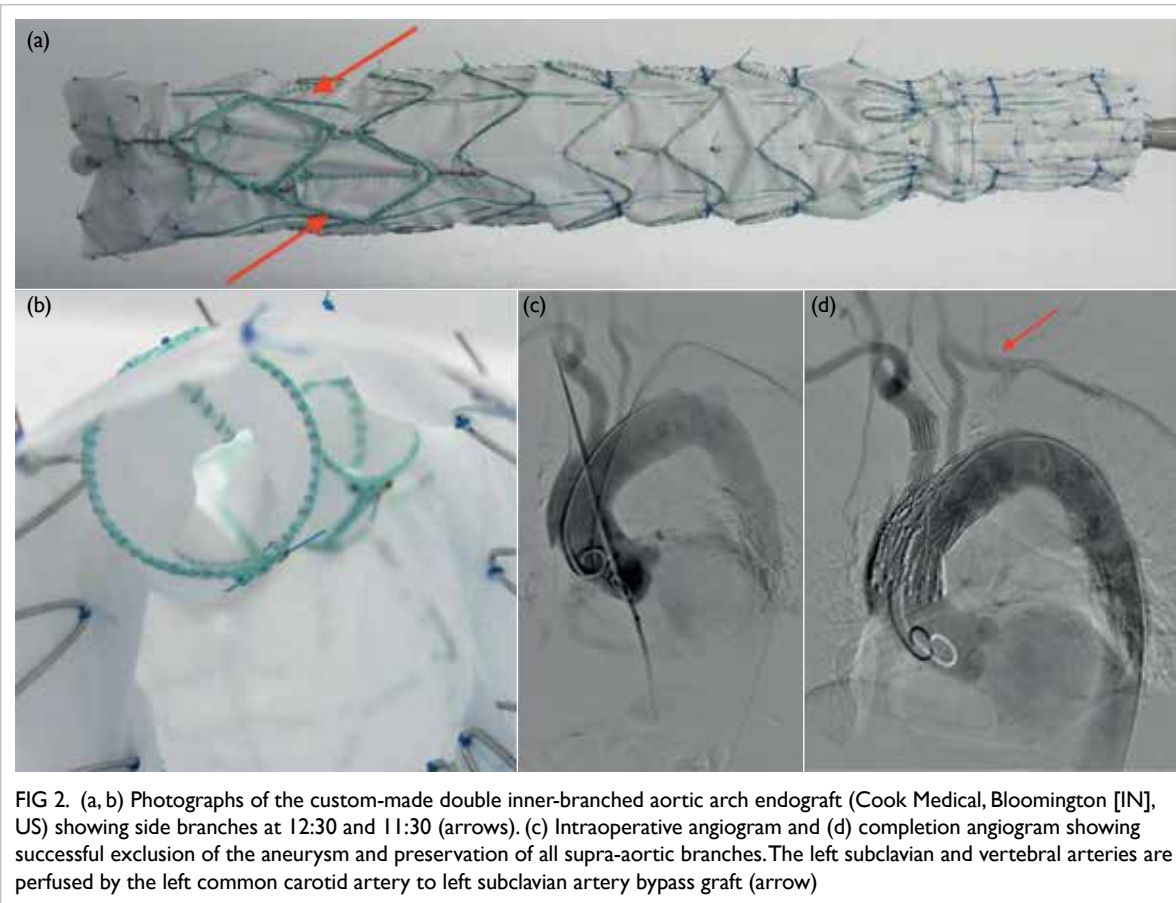 (a)
(b)
(c)
(d)
FIG 2. (a, b) Photographs of the custom-made double inner-branched aortic arch endograft (Cook Medical, Bloomington [IN],
US) showing side branches at 12:30 and 11:30 (arrows). (c) Intraoperative angiogram and (d) completion angiogram showing
successful exclusion of the aneurysm and preservation of all supra-aortic branches. The left subclavian and vertebral arteries are
perfused by the left common carotid artery to left subclavian artery bypass graft (arrow)